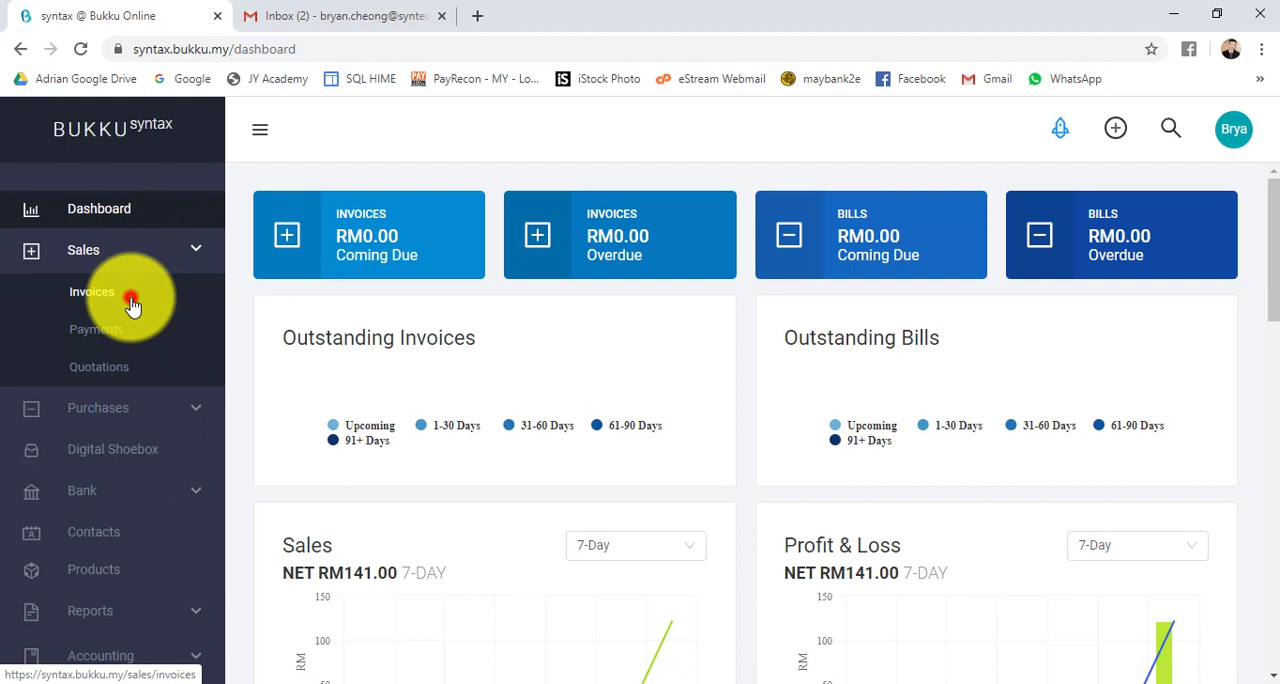 syntax @ Bukku Online
Inbox (2) - bryan.cheong@syntec
syntax.bukku.my/dashboard
Adrian Google Drive
Google
JY Academy
SQL HIME
PayRecon - MY - Lo...
iStock Photo
eStream Webmail
maybank2e
Facebook
Gmail
WhatsApp
»
BUKKU syntax
Brya
Dashboard
Sales
Invoices
Payments
Quotations
Purchases
Digital Shoebox
Bank
Contacts
Products
Reports
Accounting
https://syntax.bukku.my/sales/invoices
INVOICES
RM0.00
Coming Due
INVOICES
RM0.00
Overdue
BILLS
RM0.00
Coming Due
BILLS
RM0.00
Overdue
Outstanding Invoices
Upcoming 1-30 Days 31-60 Days 61-90 Days
91+ Days
Outstanding Bills
Upcoming 1-30 Days 31-60 Days 61-90 Days
91+ Days
Sales
7-Day
NET RM141.00 7-DAY
150
100
RM
Profit & Loss
7-Day
NET RM141.00 7-DAY
150
100
RM